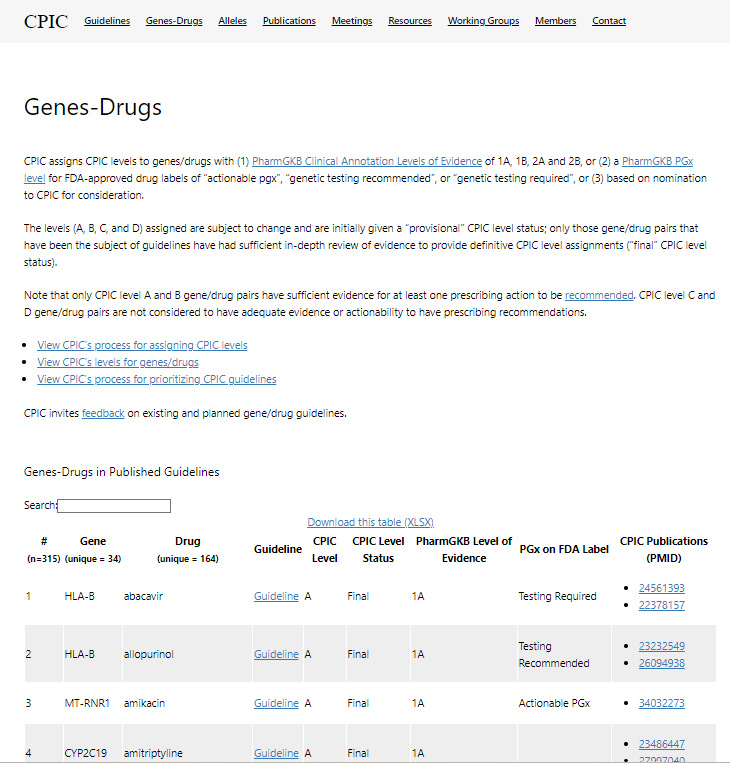 CPIC Guidelines Genes-Drugs Alleles Publications Meetings Resources Working Groups Members Contact
Genes-Drugs
CPIC assigns CPIC levels to genes/drugs with (1) PharmGKB Clinical Annotation Levels of Evidence of 1A, 1B, 2A and 2B, or (2) a PharmGKB PGx
level for FDA-approved drug labels of “actionable pgx”, “genetic testing recommended”, or “genetic testing required”, or (3) based on nomination
to CPIC for consideration.
The levels (A, B, C, and D) assigned are subject to change and are initially given a “provisional” CPIC level status; only those gene/drug pairs that
have been the subject of guidelines have had sufficient in-depth review of evidence to provide definitive CPIC level assignments (“final” CPIC level
status).
Note that only CPIC level A and B gene/drug pairs have sufficient evidence for at least one prescribing action to be recommended. CPIC level C and
D gene/drug pairs are not considered to have adequate evidence or actionability to have prescribing recommendations.
• View CPIC's process for assigning CPIC levels
• View CPIC's levels for genes/drugs
• View CPIC's process for prioritizing CPIC guidelines
CPIC invites feedback on existing and planned gene/drug guidelines.
Genes-Drugs in Published Guidelines
Search:
Download this table (XLSX)
# Gene Drug Guideline CPIC CPIC Level PharmGKB Level of PGx on FDA Label CPIC Publications
(n=315) (unique = 34) (unique = 164) Level Status Evidence (PMID)
1 HLA-B abacavir Guideline A Final 1A Testing Required • 24561393
• 22378157
2 HLA-B allopurinol Guideline A Final 1A Testing • 23232549
Recommended • 26094938
3 MT-RNR1 amikacin Guideline A Final 1A Actionable PGx • 34032273
4 CYP2C19 amitriptyline Guideline A Final 1A • 23486447
• 27997040